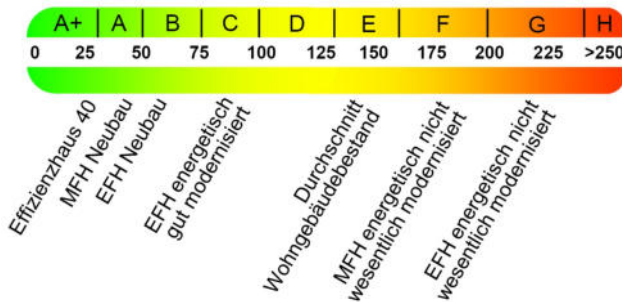 A+ A B C D E F G H
0 25 50 75 100 125 150 175 200 225 >250
Effizienzhaus 40
MFH Neubau
EFH Neubau
EFH energetisch
gut modernisiert
Durchschnitt
Wohngebäudebestand
MFH energetisch nicht
wesentlich modernisiert
EFH energetisch nicht
wesentlich modernisiert